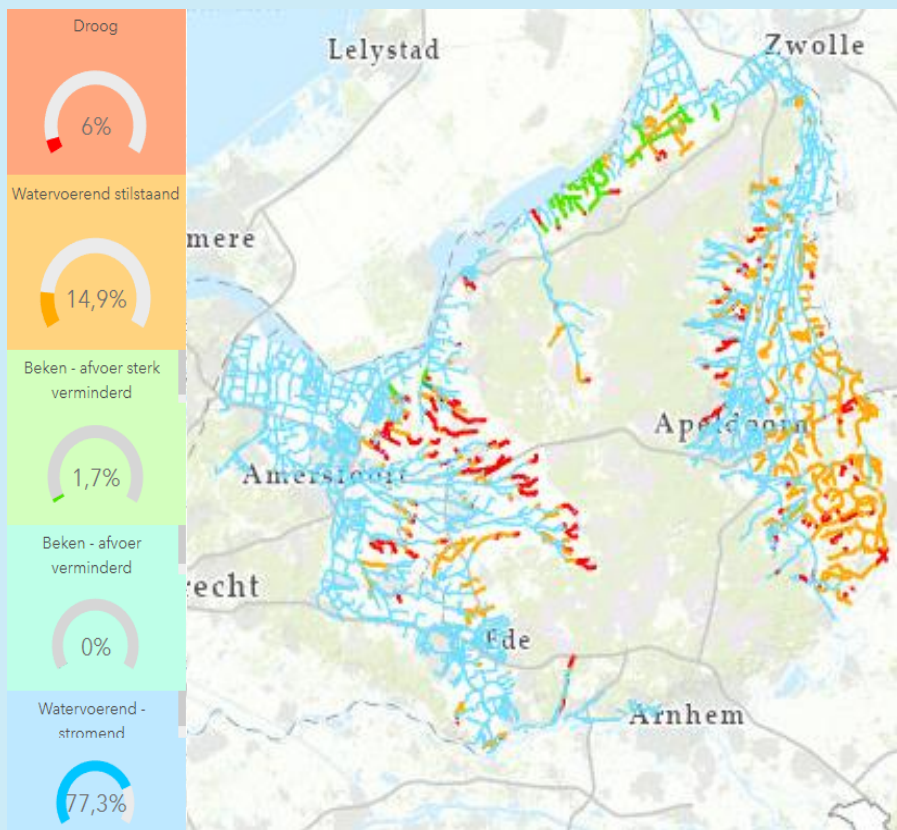 Droog
6%
Watervoerend stilstaand
14,9%
Beken - afvoer sterk
verminderd
1,7%
Beken - afvoer
verminderd
0%
Watervoerend -
stromend
77,3%
Lelystad
Zwolle
mere
Apeldoorn
Amersfoort
recht
Ede
Arnhem